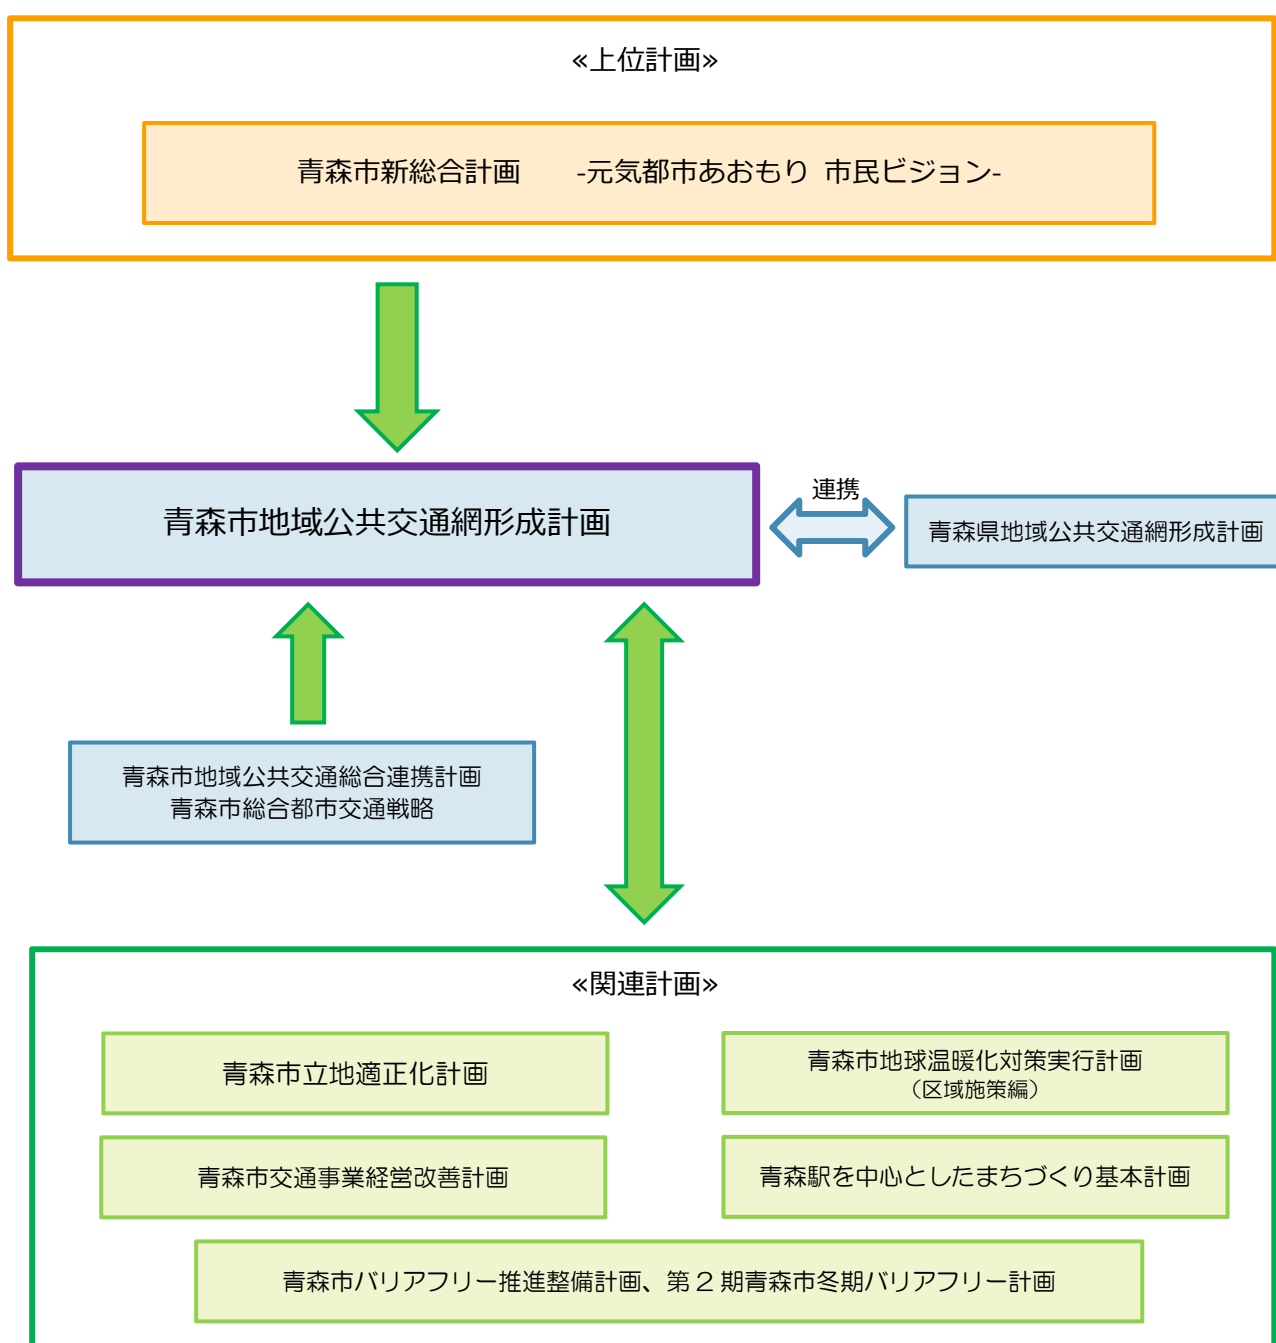 «上位計画»
青森市新総合計画　　-元気都市あおもり 市民ビジョン-
青森市地域公共交通網形成計画
連携
青森県地域公共交通網形成計画
青森市地域公共交通総合連携計画
青森市総合都市交通戦略
«関連計画»
青森市立地適正化計画
青森市地球温暖化対策実行計画
（区域施策編）
青森市交通事業経営改善計画
青森駅を中心としたまちづくり基本計画
青森市バリアフリー推進整備計画、第２期青森市冬期バリアフリー計画